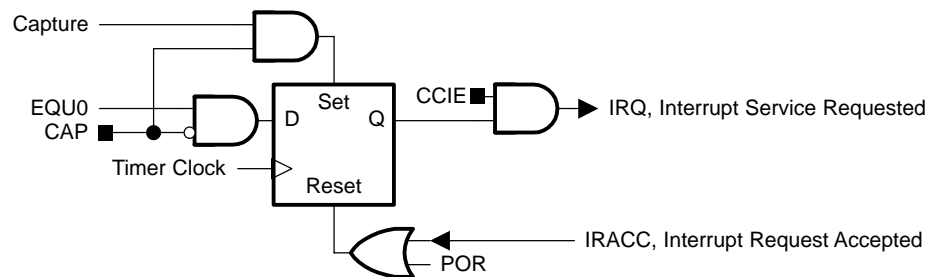 Capture
EQU0
CAP
Timer Clock
Set
D
Q
Reset
CCIE
IRQ, Interrupt Service Requested
IRACC, Interrupt Request Accepted
POR